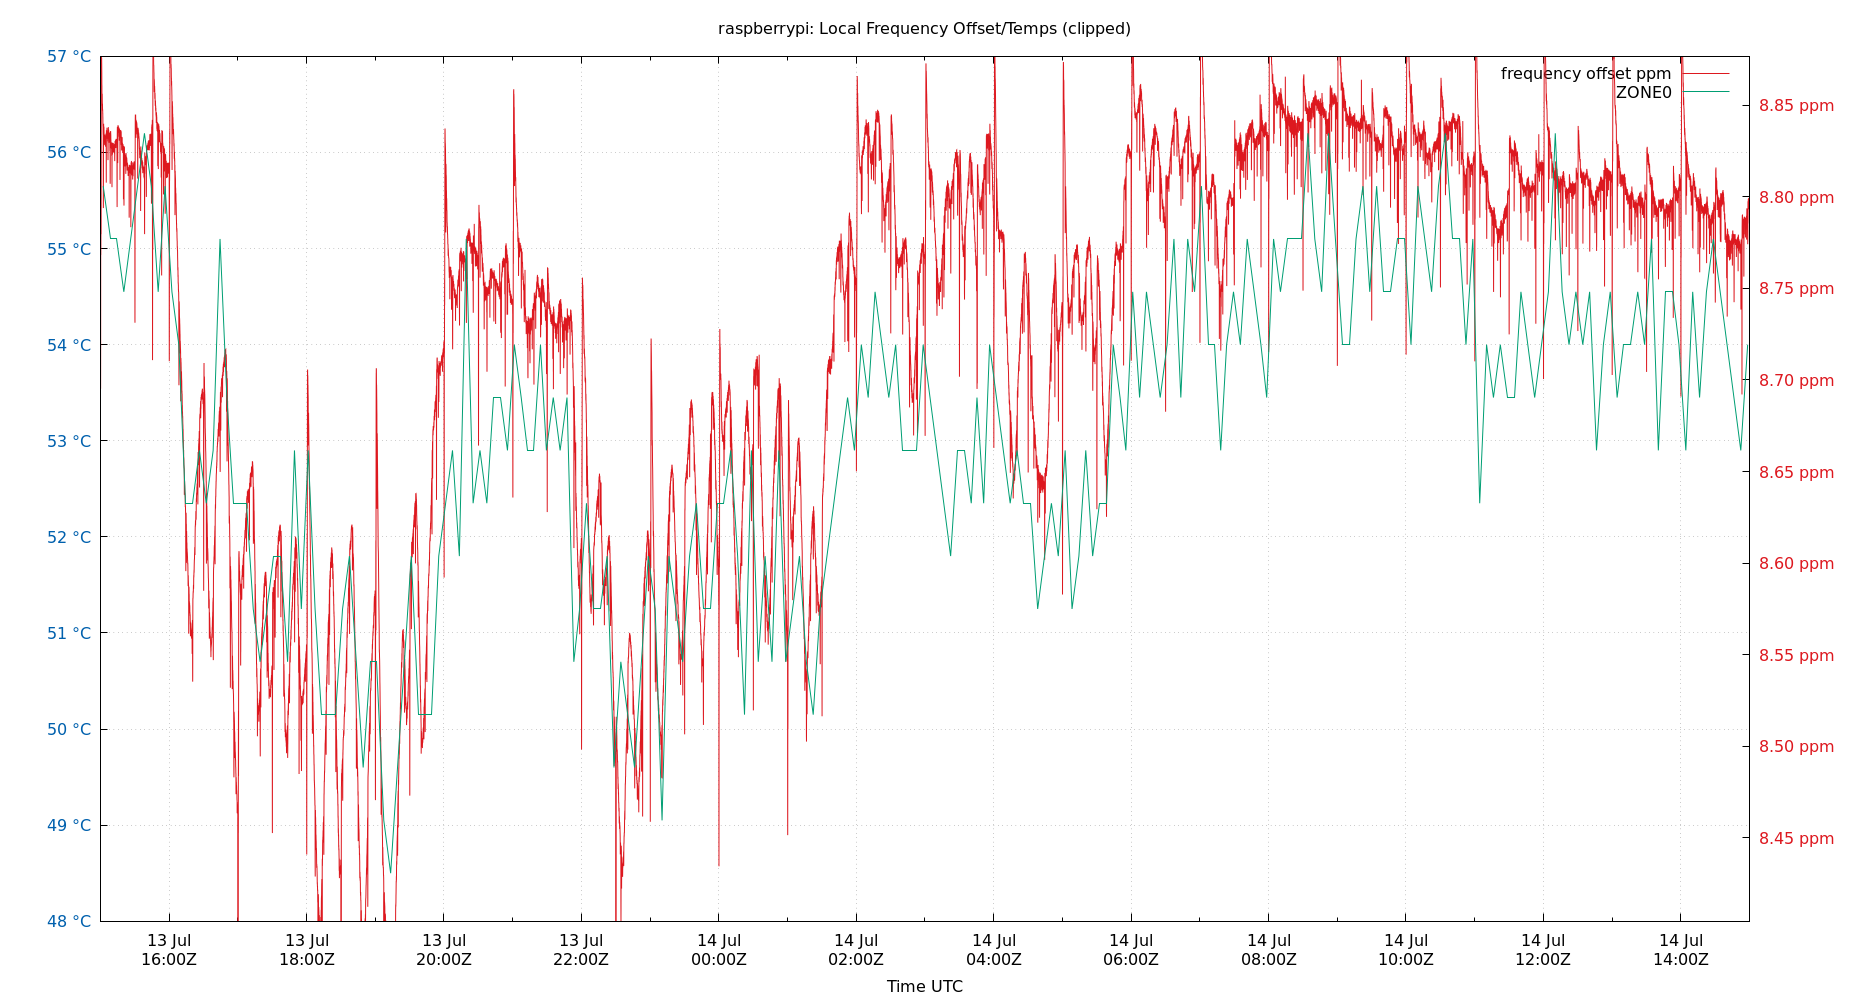 raspberrypi: Local Frequency Offset/Temps (clipped)
57 °C
56 °C
55 °C
54 °C
53 °C
52 °C
51 °C
50 °C
49 °C
48 °C
frequency offset ppm
ZONE0
8.85 ppm
8.80 ppm
8.75 ppm
8.70 ppm
8.65 ppm
8.60 ppm
8.55 ppm
8.50 ppm
8.45 ppm
13 Jul 13 Jul 13 Jul 13 Jul 14 Jul 14 Jul 14 Jul 14 Jul 14 Jul 14 Jul 14 Jul 14 Jul
16:00Z 18:00Z 20:00Z 22:00Z 00:00Z 02:00Z 04:00Z 06:00Z 08:00Z 10:00Z 12:00Z 14:00Z
Time UTC